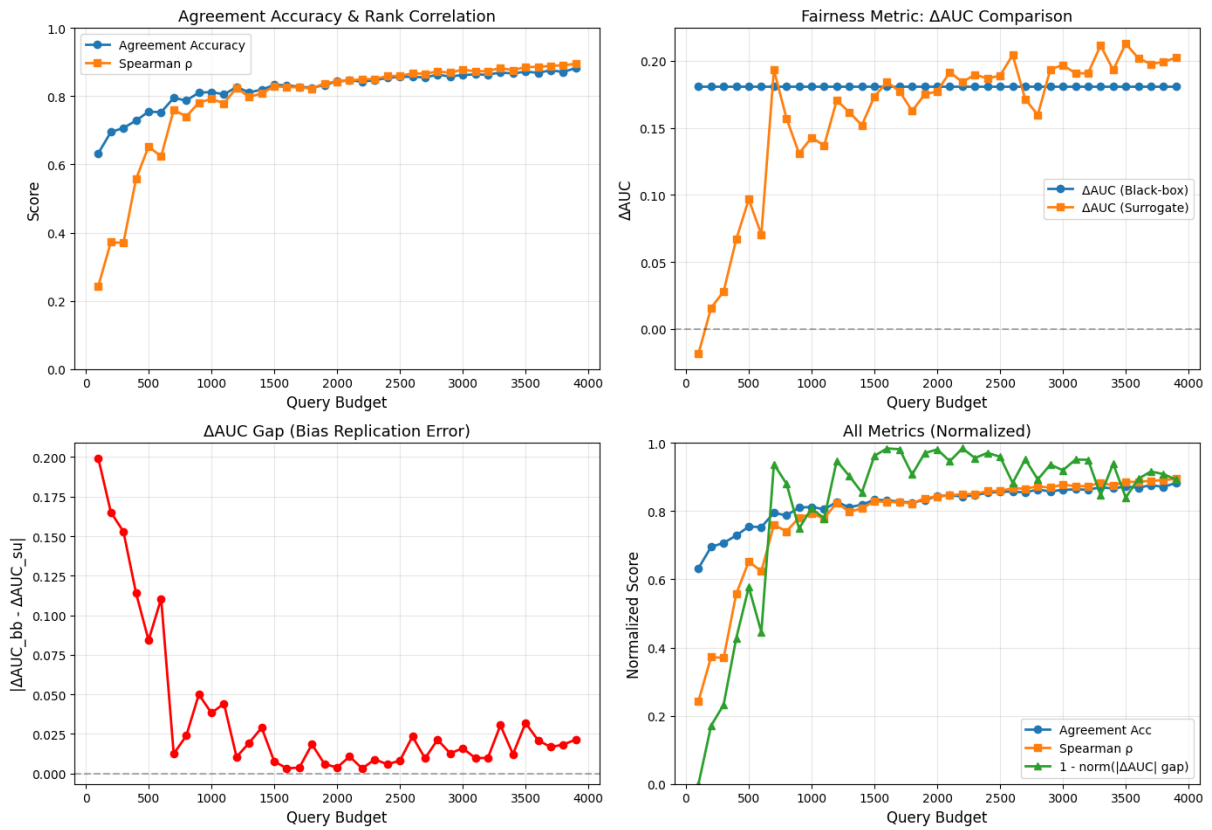 Agreement Accuracy & Rank Correlation
Agreement Accuracy
Spearman ρ
Score
1.0
0.8
0.6
0.4
0.2
0.0
0 500 1000 1500 2000 2500 3000 3500 4000
Query Budget
Fairness Metric: ΔAUC Comparison
ΔAUC
0.20
0.15
0.10
0.05
0.00
ΔAUC (Black-box)
ΔAUC (Surrogate)
0 500 1000 1500 2000 2500 3000 3500 4000
Query Budget
ΔAUC Gap (Bias Replication Error)
|ΔAUC_bb - ΔAUC_su|
0.200
0.175
0.150
0.125
0.100
0.075
0.050
0.025
0.000
0 500 1000 1500 2000 2500 3000 3500 4000
Query Budget
All Metrics (Normalized)
Normalized Score
1.0
0.8
0.6
0.4
0.2
0.0
Agreement Acc
Spearman ρ
1 - norm(|ΔAUC| gap)
0 500 1000 1500 2000 2500 3000 3500 4000
Query Budget